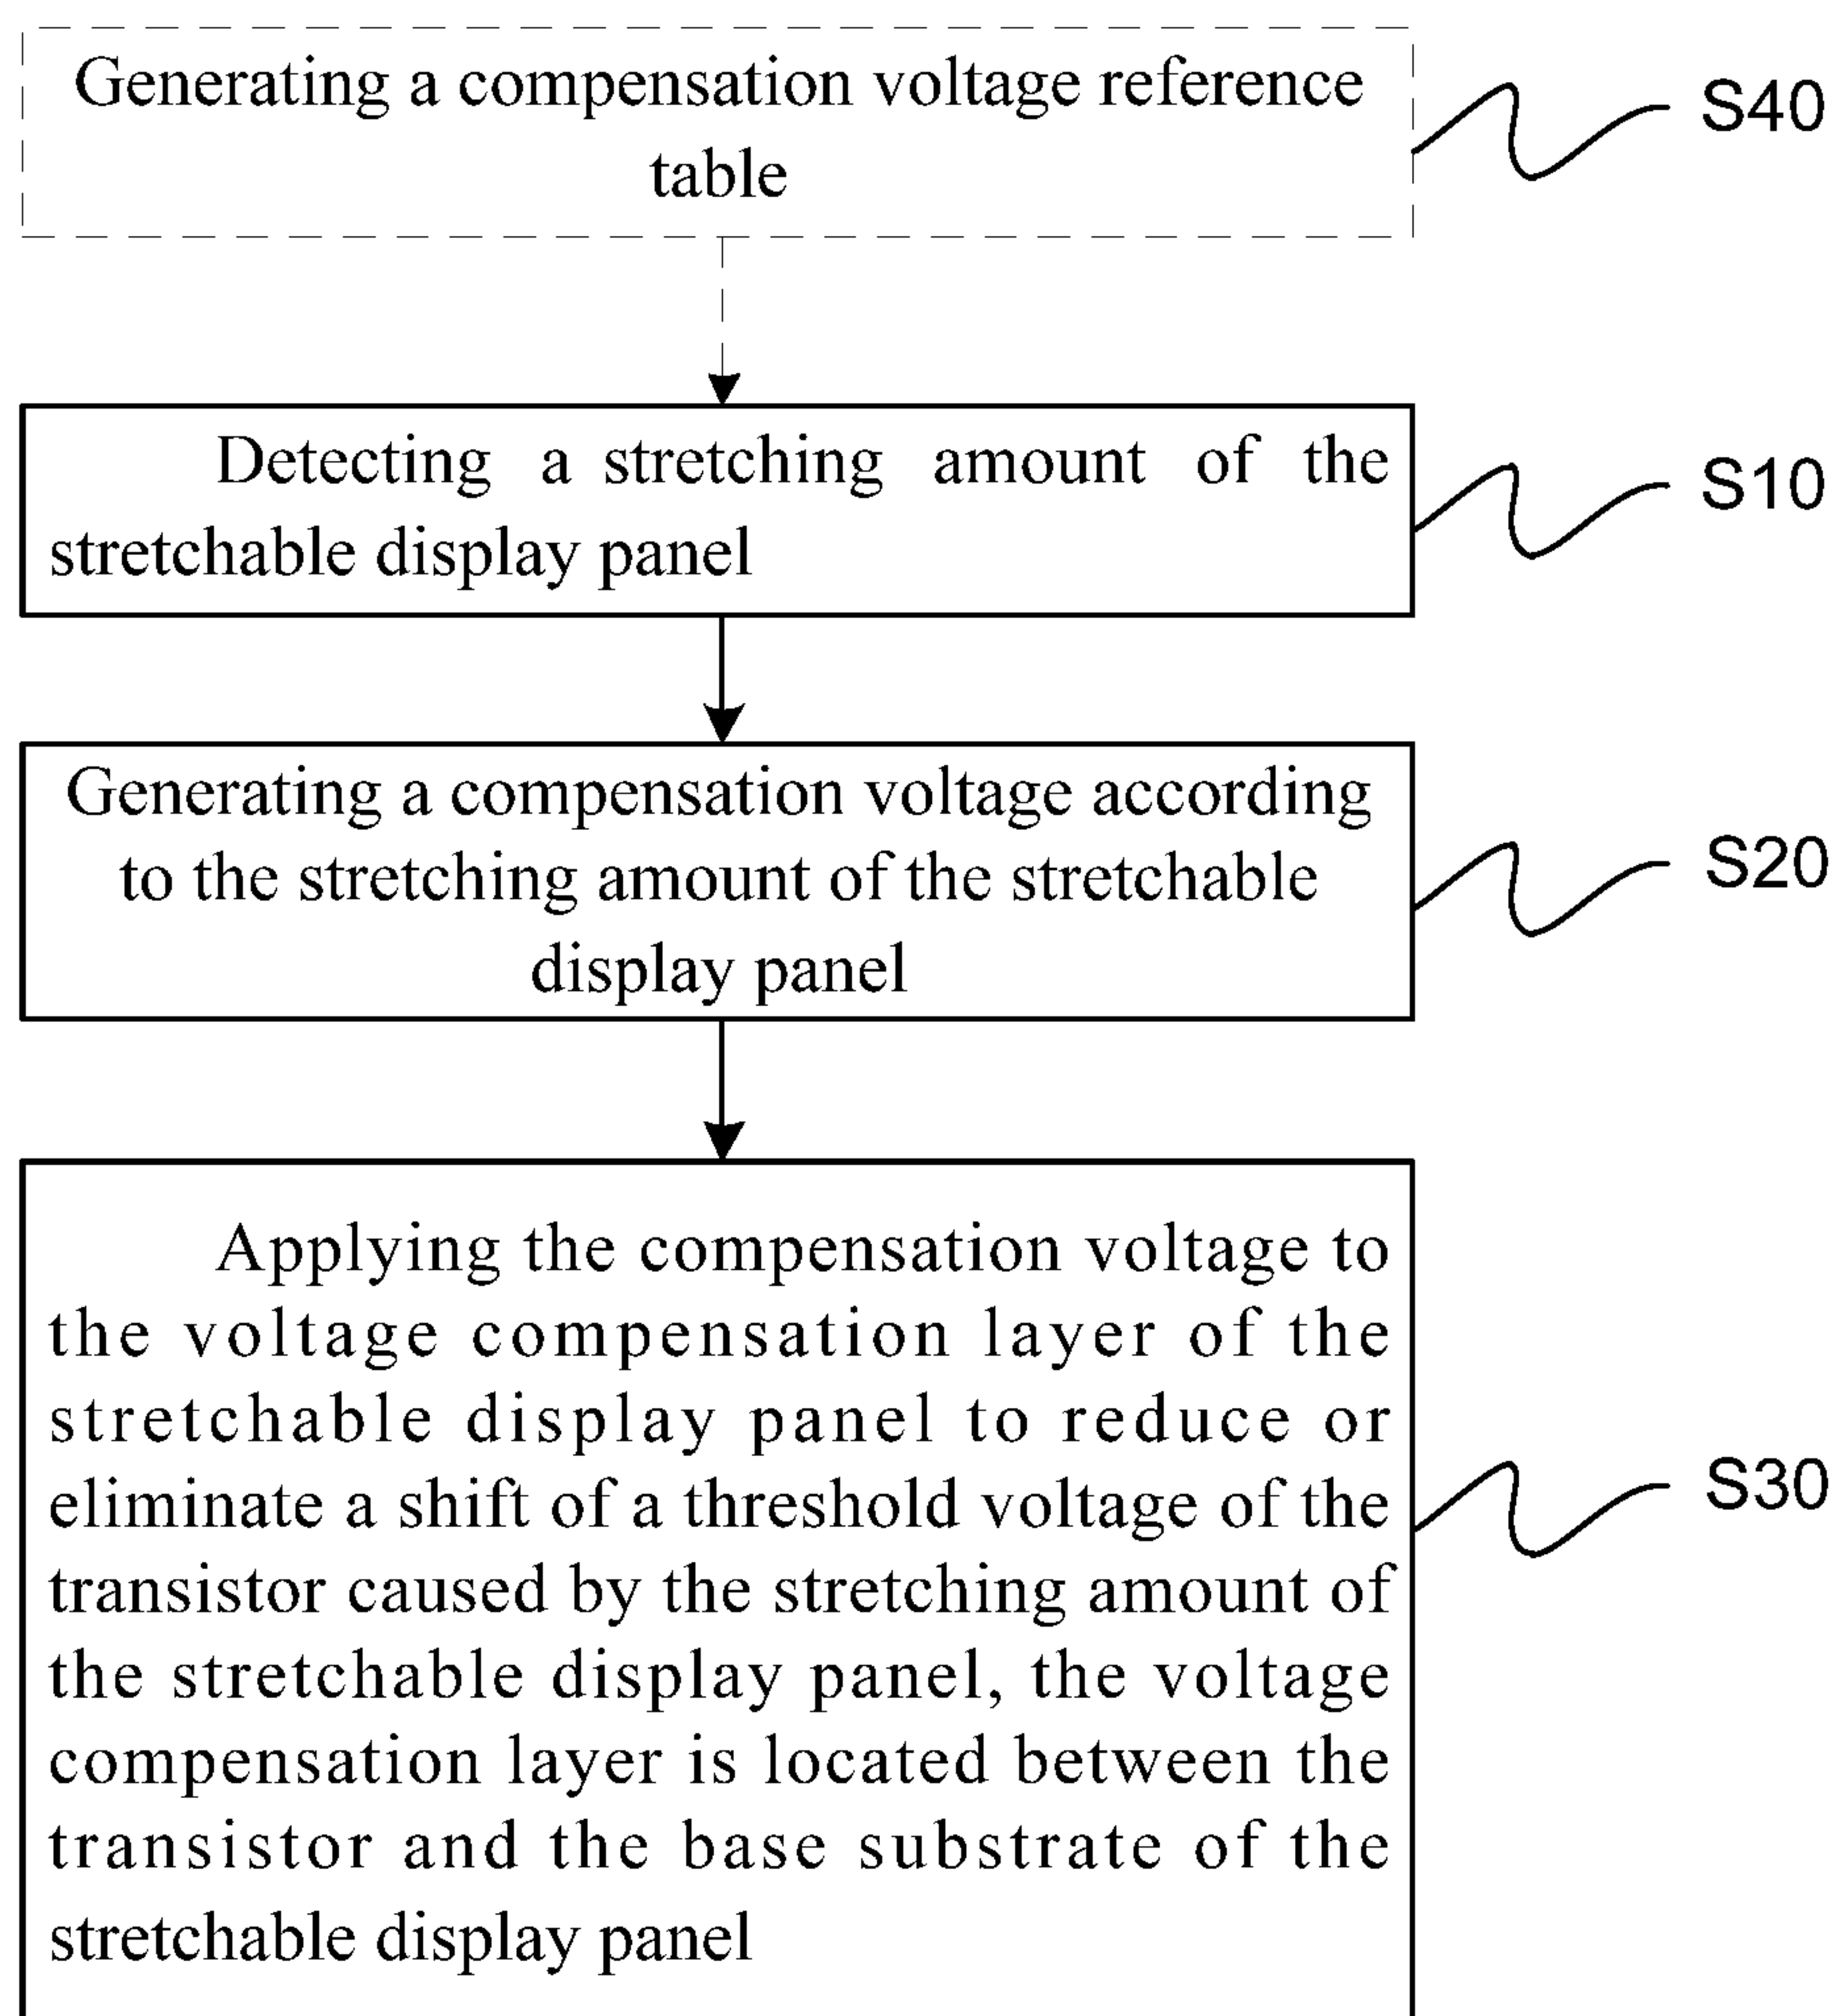 Generating a compensation voltage reference
table
S40
Detecting a stretching amount of the
stretchable display panel
S10
Generating a compensation voltage according
to the stretching amount of the stretchable
display panel
S20
Applying the compensation voltage to
the voltage compensation layer of the
stretchable display panel to reduce or
eliminate a shift of a threshold voltage of the
transistor caused by the stretching amount of
the stretchable display panel, the voltage
compensation layer is located between the
transistor and the base substrate of the
stretchable display panel
S30